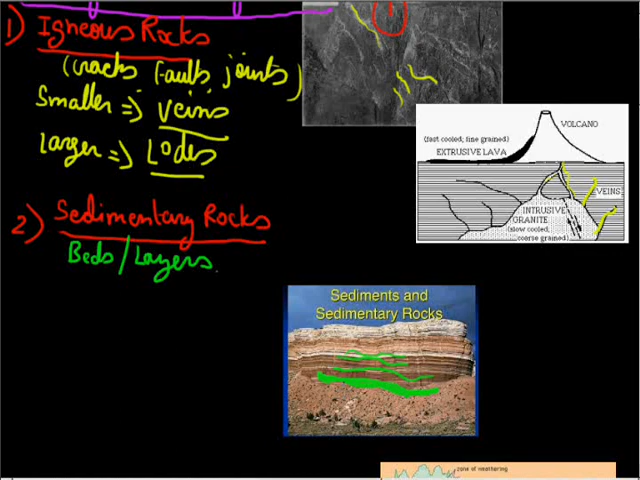 1) Igneous Rocks
(cracks faults joints)
Smaller => Veins
larger => Lodes
2) Sedimentary Rocks
Beds / Layers.
VOLCANO
(fast cooled; fine grained)
EXTRUSIVE LAVA
VEINS
INTRUSIVE
GRANITE
(slow cooled;
coarse grained)
Sediments and
Sedimentary Rocks
zone of weathering